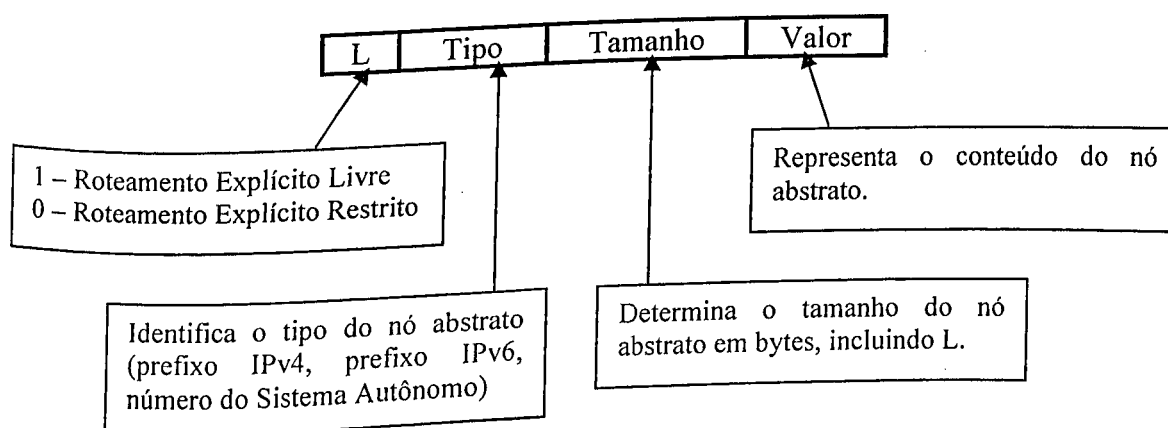 L Tipo Tamanho Valor
1 – Roteamento Explícito Livre
0 – Roteamento Explícito Restrito
Representa o conteúdo do nó
abstrato.
Identifica o tipo do nó abstrato
(prefixo IPv4, prefixo IPv6,
número do Sistema Autônomo)
Determina o tamanho do nó
abstrato em bytes, incluindo L.